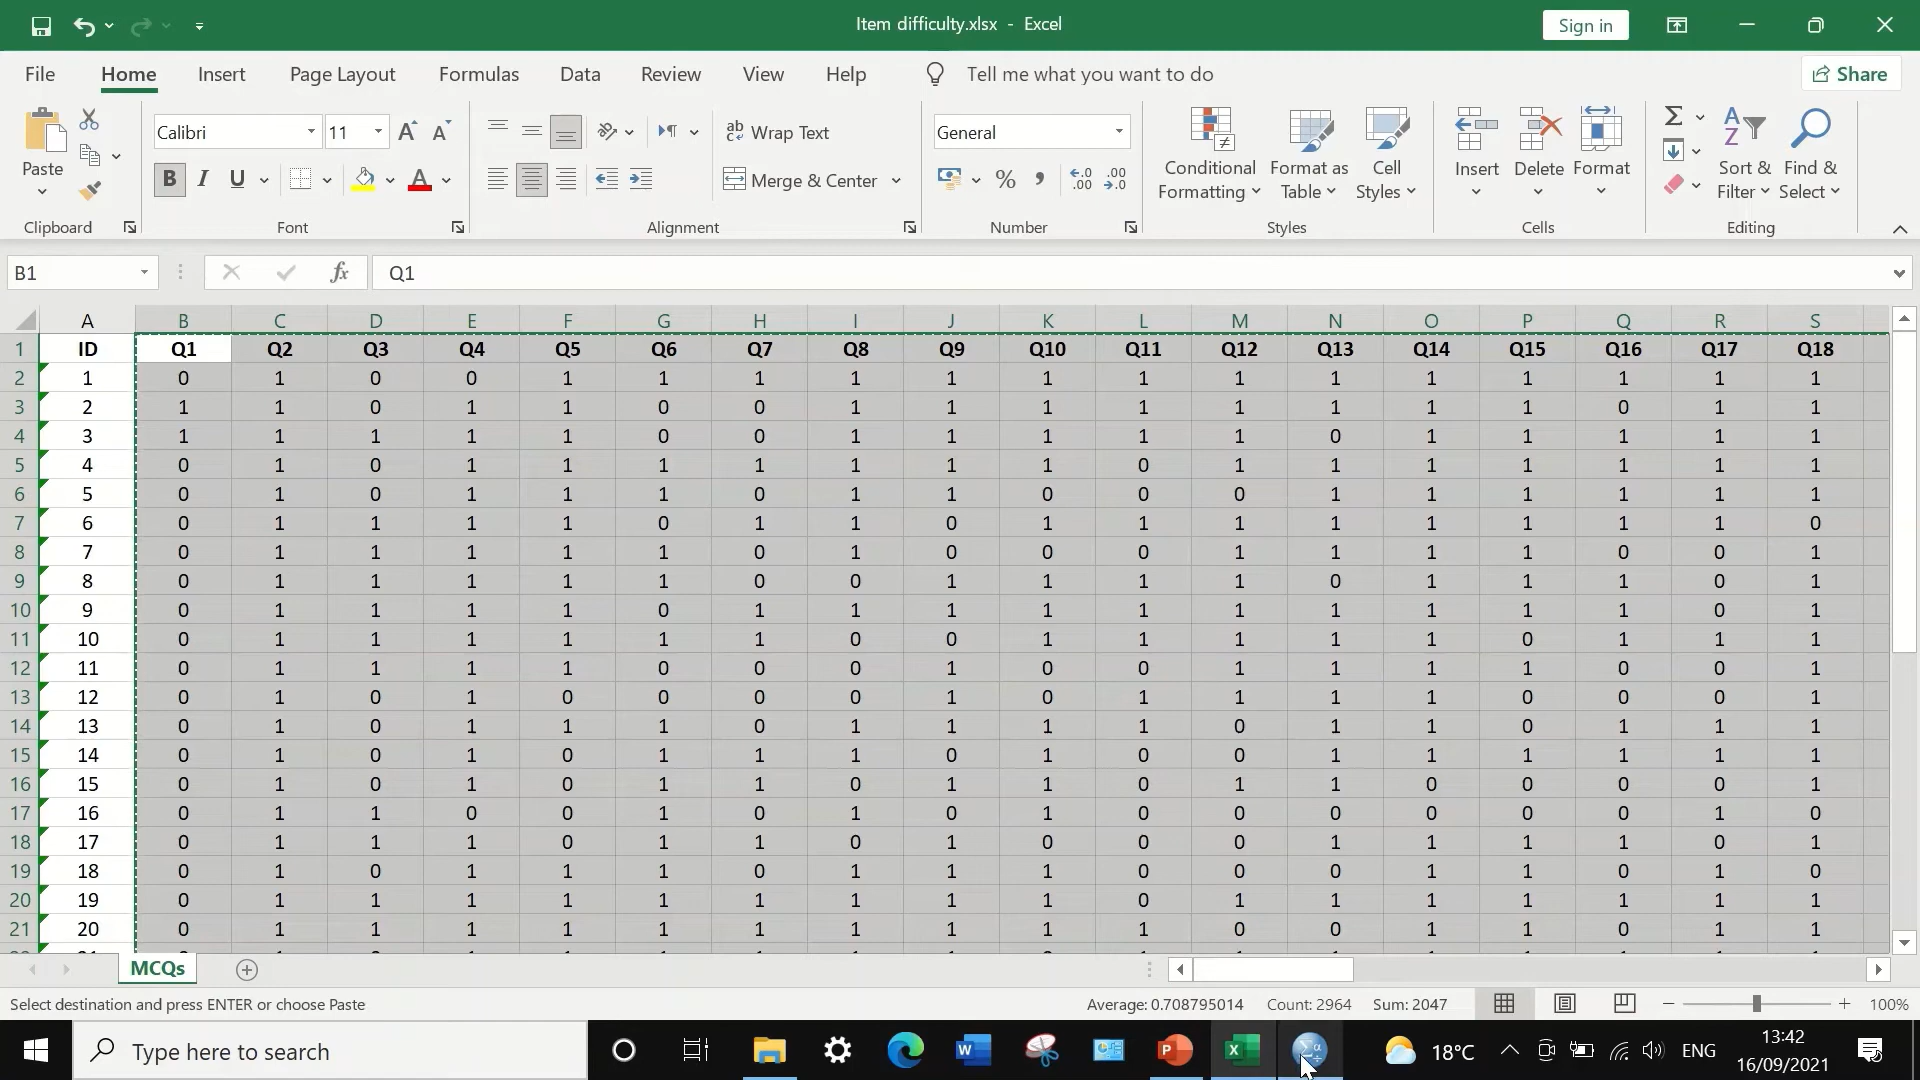 Item difficulty.xlsx - Excel
Sign in
File Home Insert Page Layout Formulas Data Review View Help Tell me what you want to do Share
Paste
Calibri 11
B I U A
Wrap Text
Merge & Center
General
Conditional Formatting
Format as Table
Cell Styles
Insert Delete Format
Sort & Filter
Find & Select
Clipboard Font Alignment Number Styles Cells Editing
B1 fx Q1
A B C D E F G H I J K L M N O P Q R S
1 ID Q1 Q2 Q3 Q4 Q5 Q6 Q7 Q8 Q9 Q10 Q11 Q12 Q13 Q14 Q15 Q16 Q17 Q18
2 1 0 1 0 0 1 1 1 1 1 1 1 1 1 1 1 1 1 1
3 2 1 1 0 1 1 0 0 1 1 1 1 1 1 1 1 0 1 1
4 3 1 1 1 1 1 0 0 1 1 1 1 1 0 1 1 1 1 1
5 4 0 1 0 1 1 1 1 1 1 1 0 1 1 1 1 1 1 1
6 5 0 1 0 1 1 1 0 1 1 0 0 0 1 1 1 1 1 1
7 6 0 1 1 1 1 0 1 1 0 1 1 1 1 1 1 1 1 0
8 7 0 1 1 1 1 1 0 1 0 0 0 1 1 1 1 0 0 1
9 8 0 1 1 1 1 1 0 0 1 1 1 1 0 1 1 1 0 1
10 9 0 1 1 1 1 0 1 1 1 1 1 1 1 1 1 1 0 1
11 10 0 1 1 1 1 1 1 0 0 1 1 1 1 1 0 1 1 1
12 11 0 1 1 1 1 0 0 0 1 0 0 1 1 1 1 0 0 1
13 12 0 1 0 1 0 0 0 0 1 0 1 1 1 1 0 0 0 1
14 13 0 1 0 1 1 1 0 1 1 1 1 0 1 1 0 1 1 1
15 14 0 1 0 1 0 1 1 1 0 1 0 0 1 1 1 1 1 1
16 15 0 1 0 1 0 1 1 0 1 1 0 1 1 0 0 0 0 1
17 16 0 1 1 0 0 1 0 1 0 1 0 0 0 0 0 0 1 0
18 17 0 1 1 1 0 1 1 0 1 0 0 0 1 1 1 1 0 1
19 18 0 1 0 1 1 1 0 1 1 1 0 0 0 1 1 0 1 0
20 19 0 1 1 1 1 1 1 1 1 1 0 1 1 1 1 1 1 1
21 20 0 1 1 1 1 1 1 1 1 1 1 0 0 1 1 0 1 1
MCQs
Select destination and press ENTER or choose Paste Average: 0.708795014 Count: 2964 Sum: 2047 100%
Type here to search 18°C ENG 13:42
16/09/2021